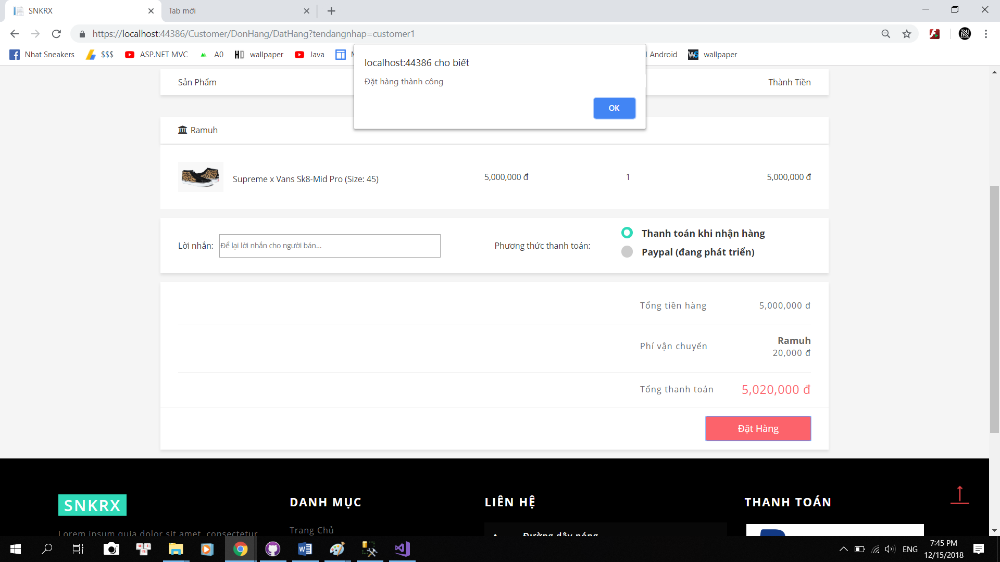 SNKRX
Tab mới
https://localhost:44386/Customer/DonHang/DatHang?tendangnhap=customer1
Nhạt Sneakers $$$ ASP.NET MVC A0 wallpaper Java Android wallpaper
localhost:44386 cho biết
Đặt hàng thành công
OK
Sản Phẩm Thành Tiền
Ramuh
Supreme x Vans Sk8-Mid Pro (Size: 45) 5,000,000 đ 1 5,000,000 đ
Lời nhắn: Để lại lời nhắn cho người bán... Phương thức thanh toán:
Thanh toán khi nhận hàng
Paypal (đang phát triển)
Tổng tiền hàng 5,000,000 đ
Phí vận chuyển Ramuh
20,000 đ
Tổng thanh toán 5,020,000 đ
Đặt Hàng
SNKRX DANH MỤC LIÊN HỆ THANH TOÁN
Lorem ipsum quia dolor sit amet, consectetur
Trang Chủ
Đường dây nóng
ENG
7:45 PM
12/15/2018